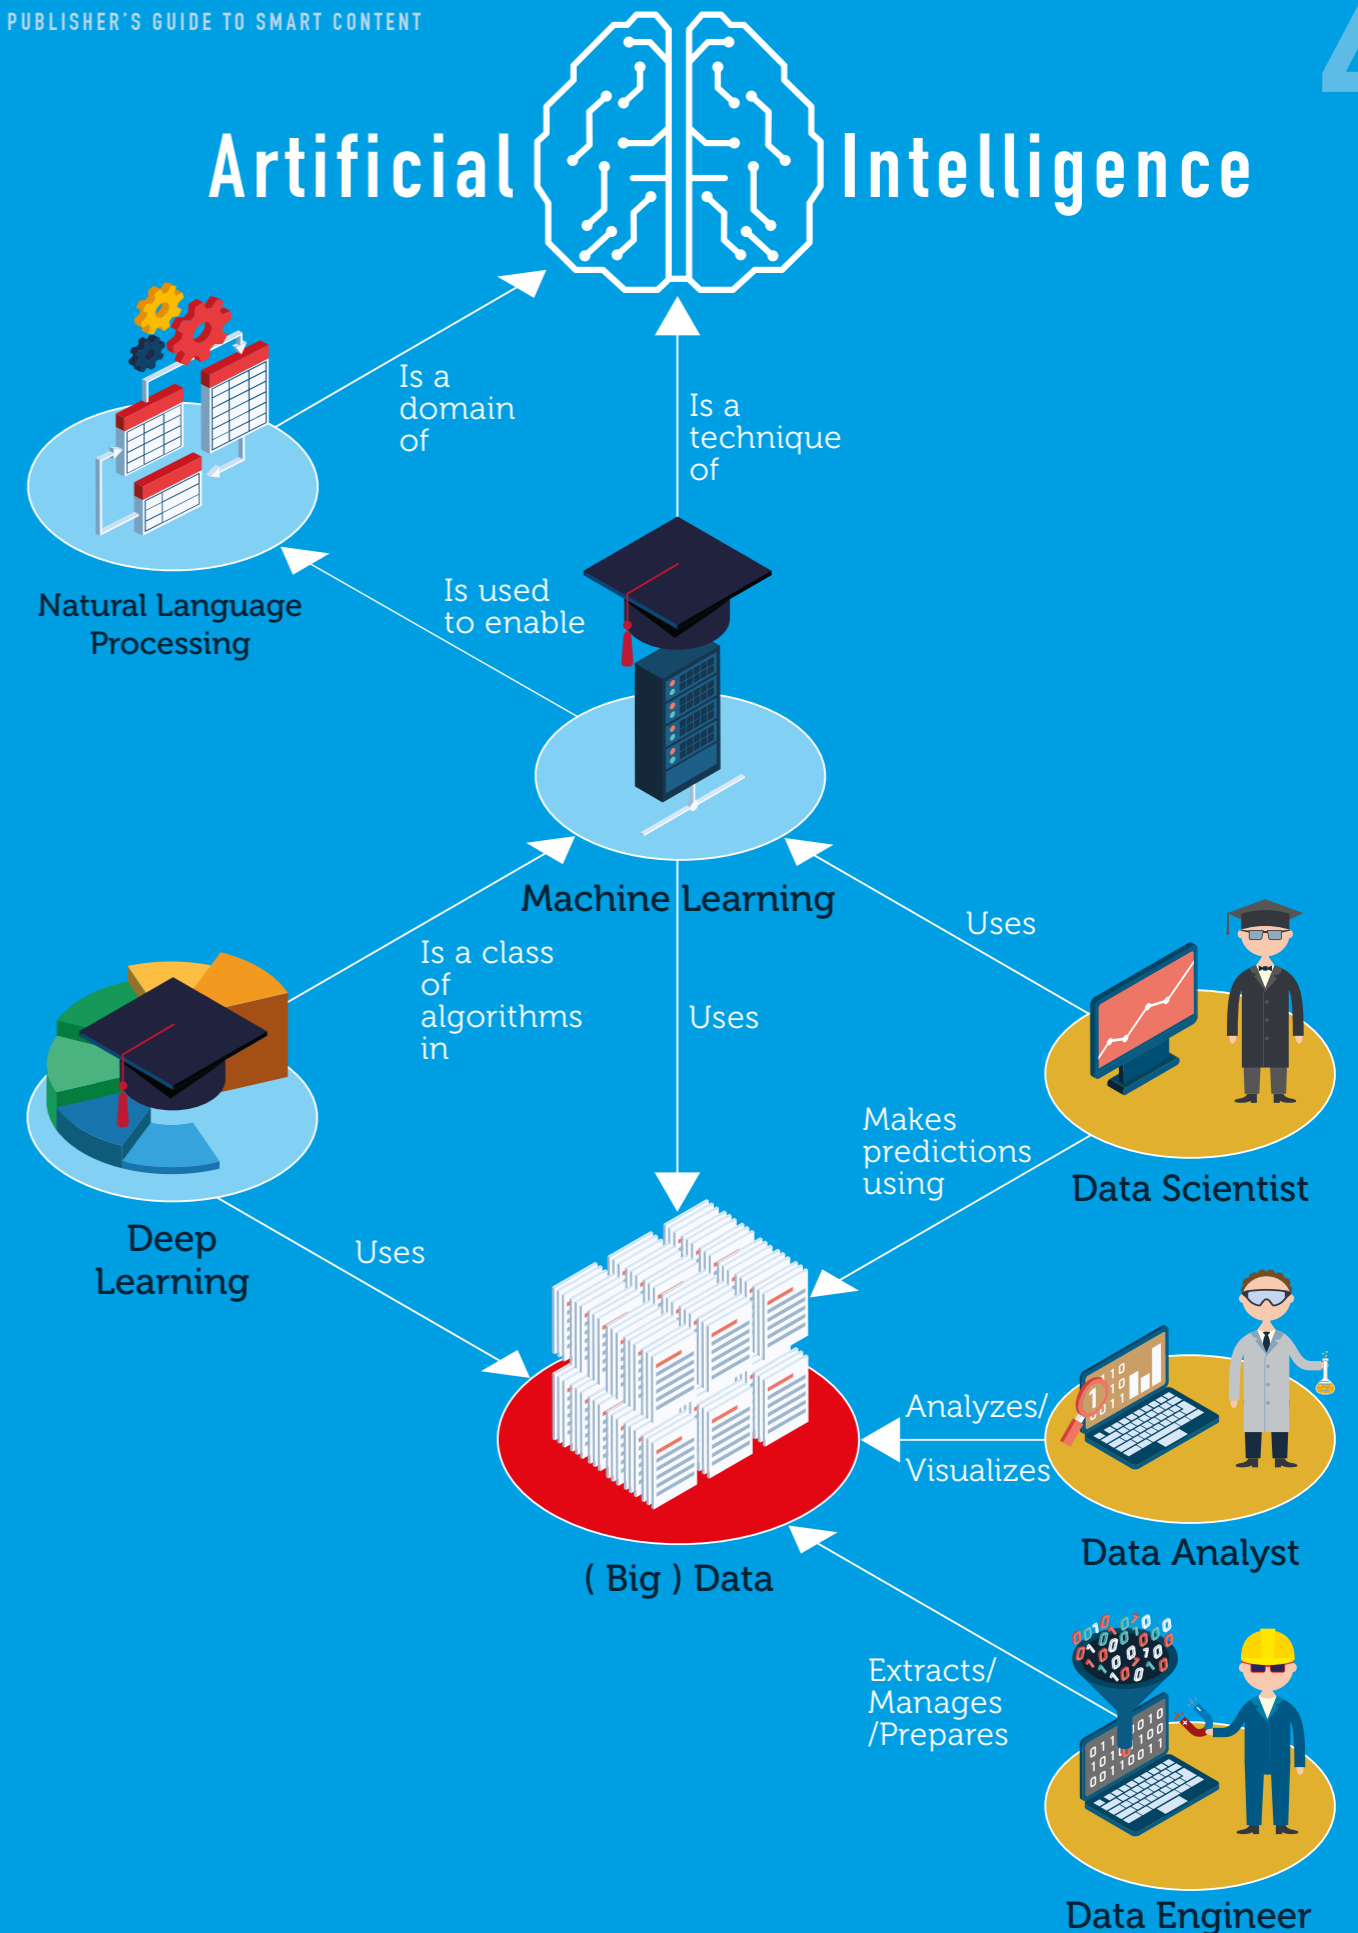 PUBLISHER'S GUIDE TO SMART CONTENT
4
Artificial Intelligence
Is a
domain
of
Is a
technique
of
Natural Language
Processing
Is used
to enable
Machine Learning
Is a class
of
algorithms
in
Uses
Uses
Makes
predictions
using
Data Scientist
Deep
Learning
Uses
Analyzes/
Visualizes
Data Analyst
( Big ) Data
Extracts/
Manages
/Prepares
Data Engineer